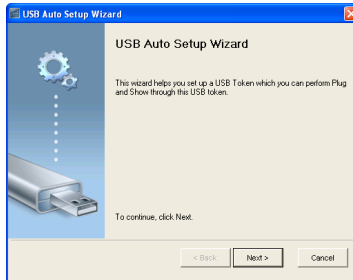 USB Auto Setup Wizard
USB Auto Setup Wizard
This wizard helps you set up a USB Token which you can perform Plug
and Show through this USB token.
To continue, click Next.
< Back
Next >
Cancel